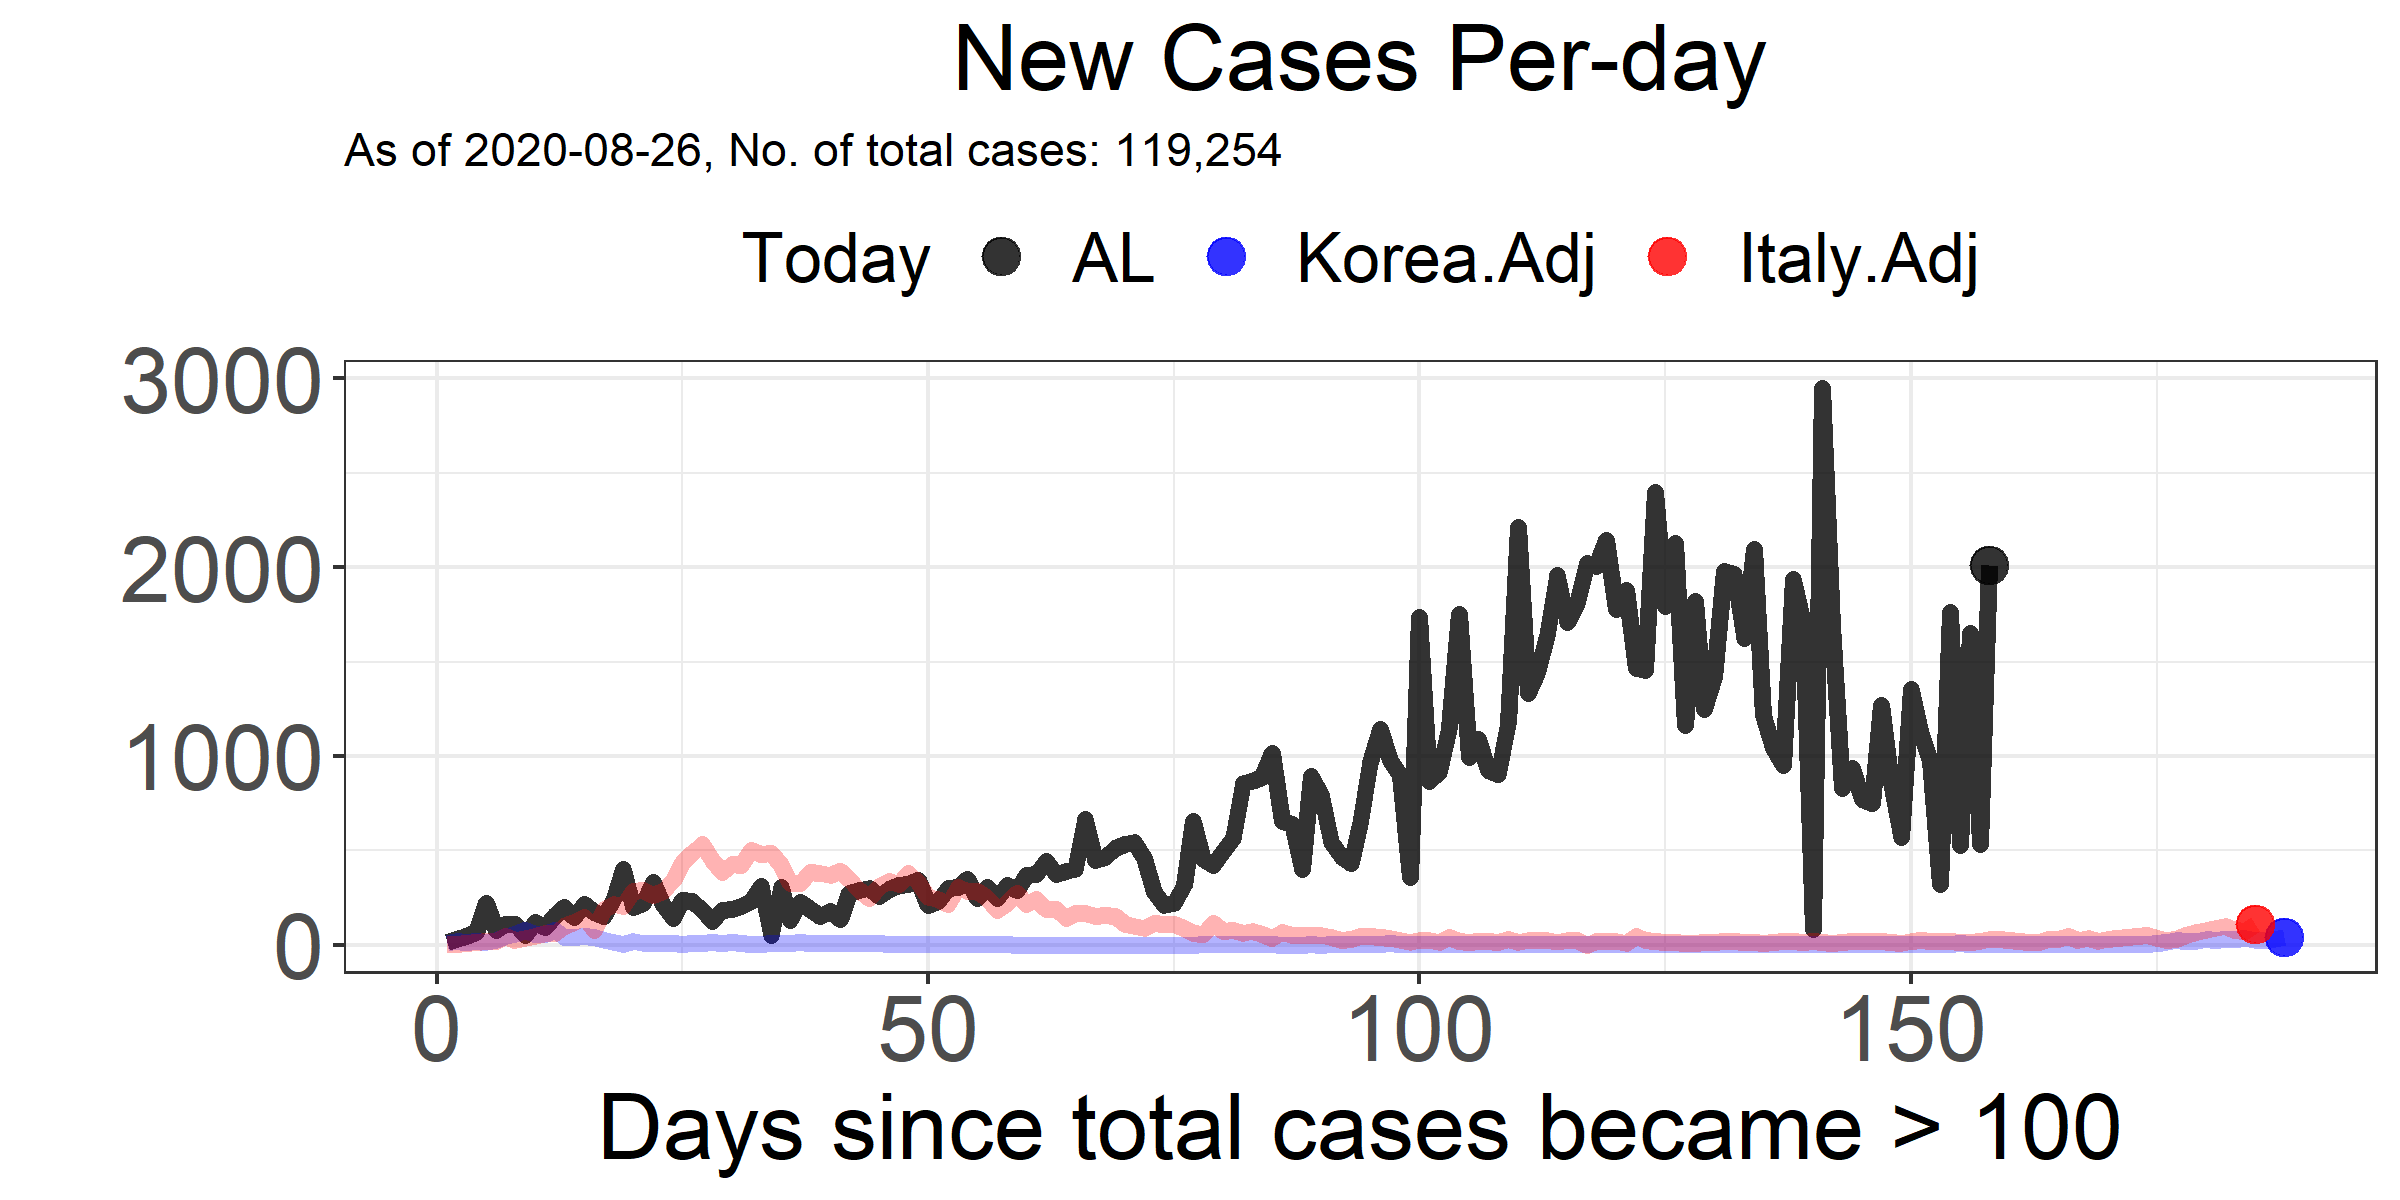 New Cases Per-day
As of 2020-08-26, No. of total cases: 119,254
Today AL Korea.Adj Italy.Adj
3000
2000
1000
0
0 50 100 150
Days since total cases became > 100